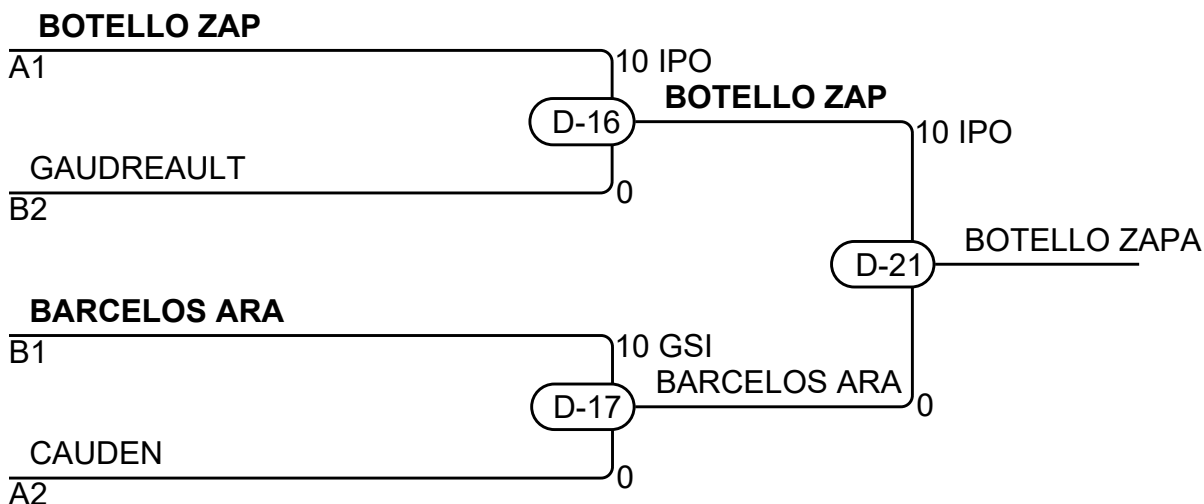 BOTELLO ZAP
A1
10 IPO
BOTELLO ZAP
D-16
10 IPO
GAUDREAULT
B2
0
BOTELLO ZAPA
D-21
BARCELOS ARA
B1
10 GSI
BARCELOS ARA
D-17
0
CAUDEN
A2
0